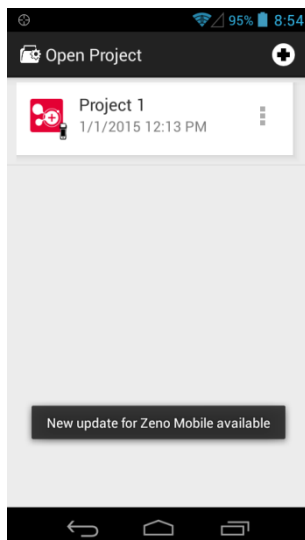 95% 8:54
Open Project
Project 1
1/1/2015 12:13 PM
New update for Zeno Mobile available